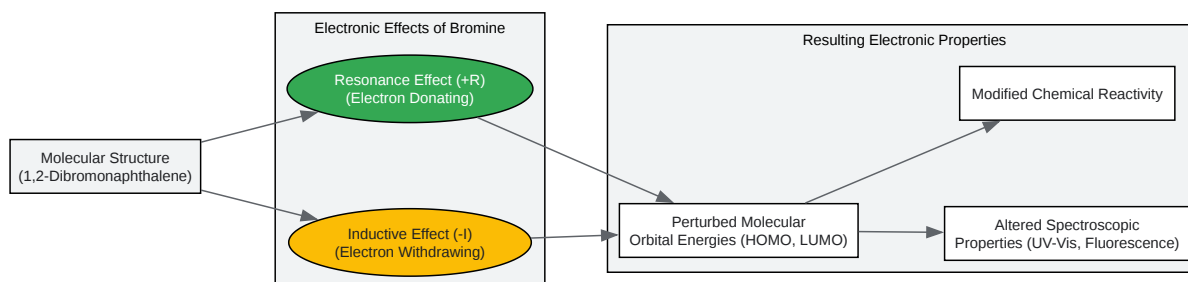 Electronic Effects of Bromine
Resulting Electronic Properties
Resonance Effect (+R)
(Electron Donating)
Modified Chemical Reactivity
Molecular Structure
(1,2-Dibromonaphthalene)
Inductive Effect (-I)
(Electron Withdrawing)
Perturbed Molecular
Orbital Energies (HOMO, LUMO)
Altered Spectroscopic
Properties (UV-Vis, Fluorescence)